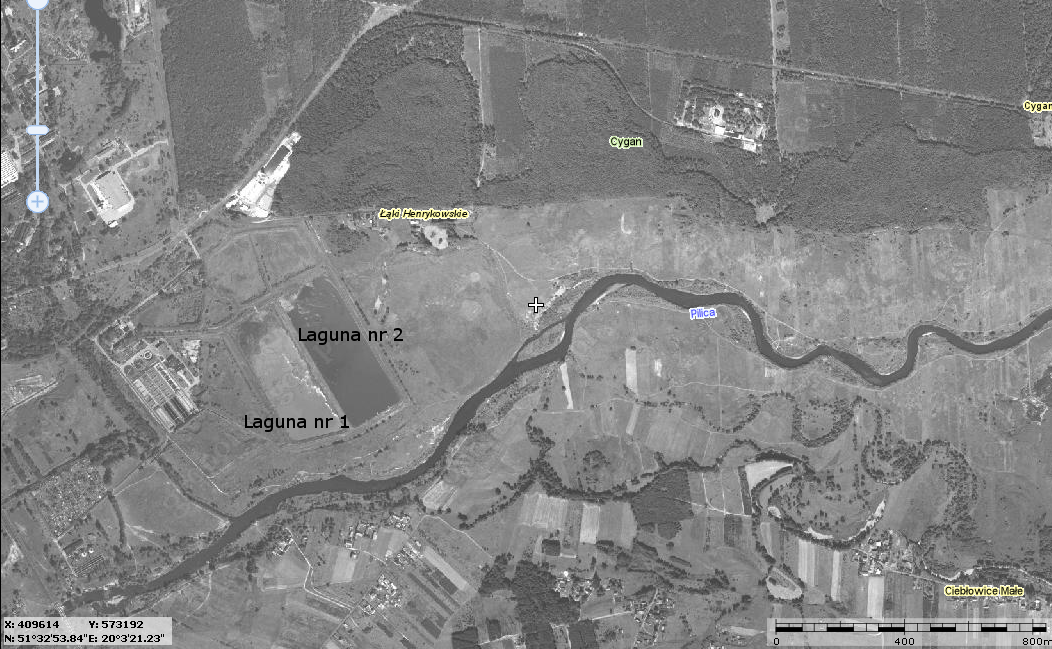 Cygan
Cygan
Łąki Henrykowskie
Pilica
Laguna nr 2
Laguna nr 1
Ciebłowice Małe
X: 409614 Y: 573192
N: 51°32'53.84"E: 20°3'21.23"
0 400 800m